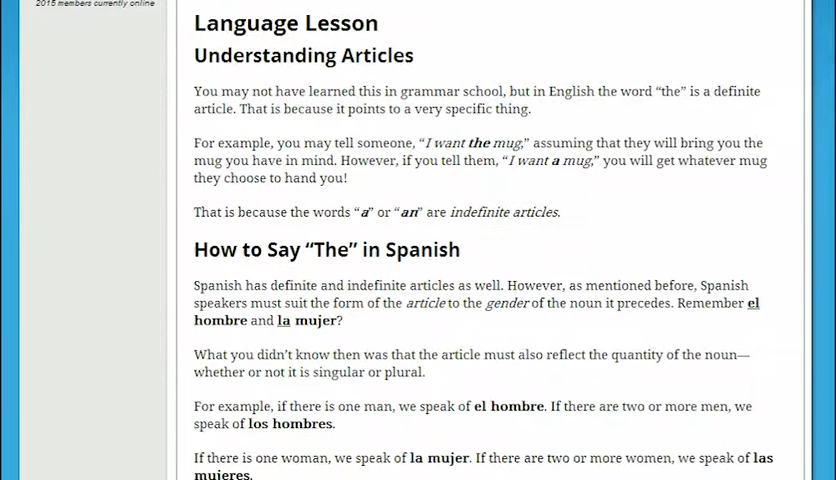 2015 members currently online
Language Lesson
Understanding Articles
You may not have learned this in grammar school, but in English the word “the” is a definite
article. That is because it points to a very specific thing.
For example, you may tell someone, “I want the mug,” assuming that they will bring you the
mug you have in mind. However, if you tell them, “I want a mug,” you will get whatever mug
they choose to hand you!
That is because the words “a” or “an” are indefinite articles.
How to Say “The” in Spanish
Spanish has definite and indefinite articles as well. However, as mentioned before, Spanish
speakers must suit the form of the article to the gender of the noun it precedes. Remember el
hombre and la mujer?
What you didn’t know then was that the article must also reflect the quantity of the noun—
whether or not it is singular or plural.
For example, if there is one man, we speak of el hombre. If there are two or more men, we
speak of los hombres.
If there is one woman, we speak of la mujer. If there are two or more women, we speak of las
mujeres.